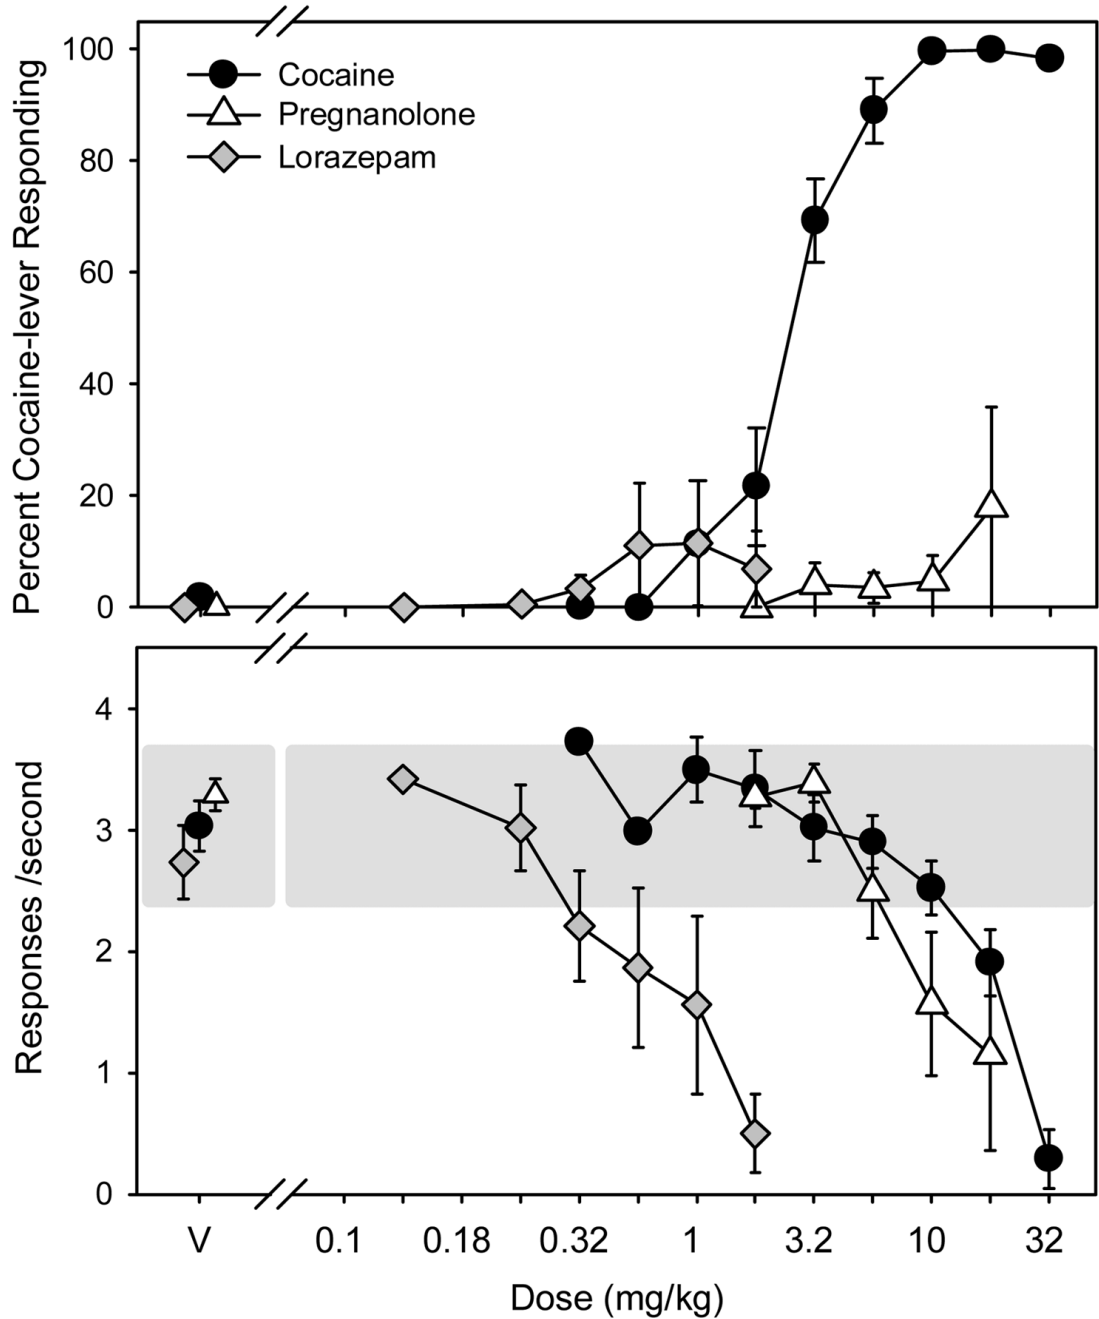 100
80
60
40
20
0
Percent Cocaine-lever Responding
Cocaine
Pregnanolone
Lorazepam
4
3
2
1
0
Responses /second
V 0.1 0.18 0.32 1 3.2 10 32
Dose (mg/kg)